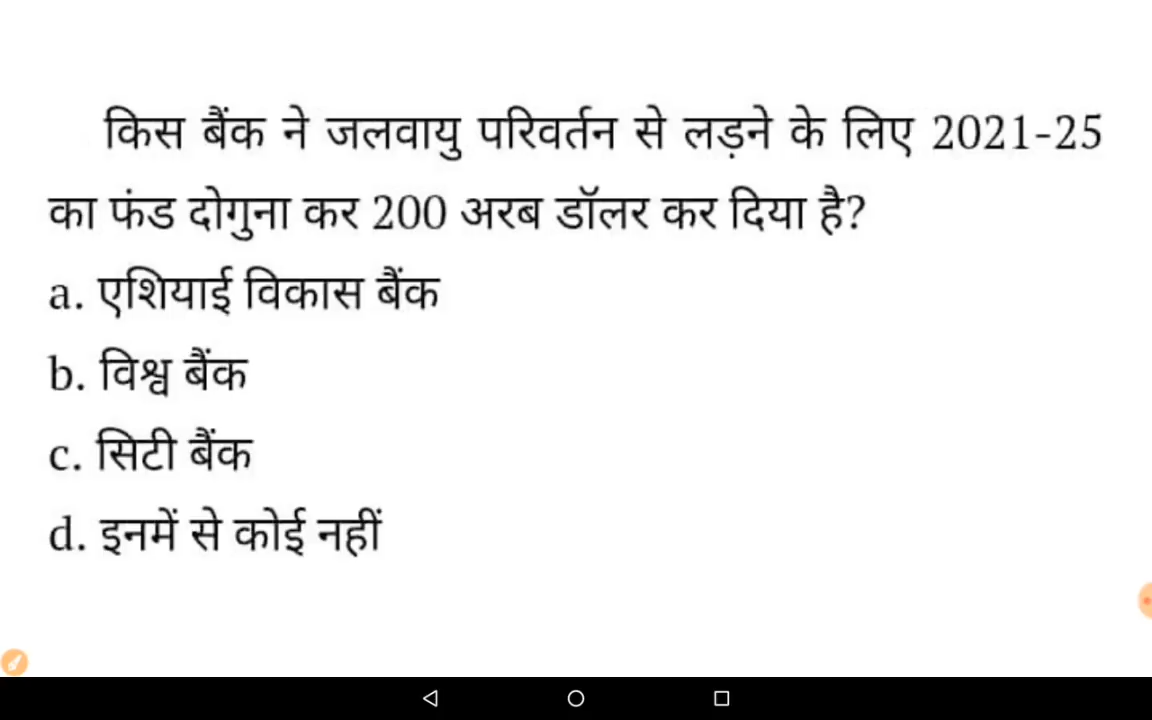 किस बैंक ने जलवायु परिवर्तन से लड़ने के लिए 2021-25
का फंड दोगुना कर 200 अरब डॉलर कर दिया है?
a. एशियाई विकास बैंक
b. विश्व बैंक
c. सिटी बैंक
d. इनमें से कोई नहीं